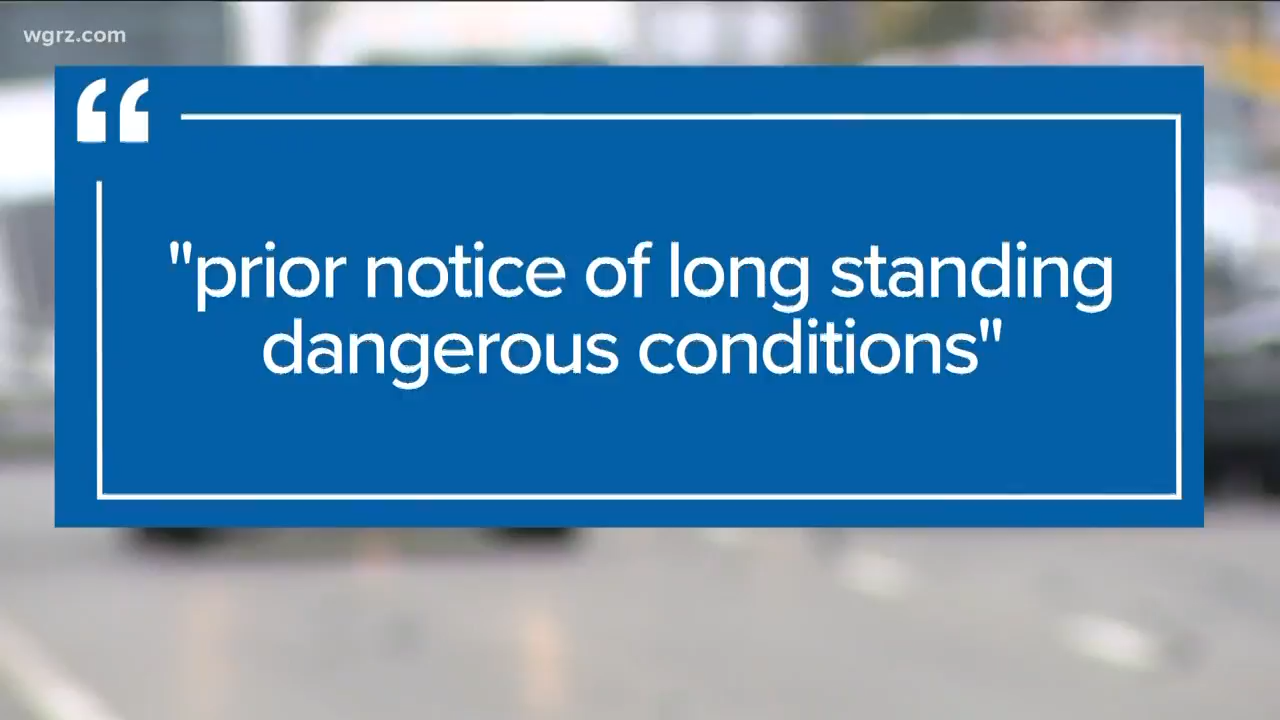 wgrz.com
“
"prior notice of long standing
dangerous conditions"